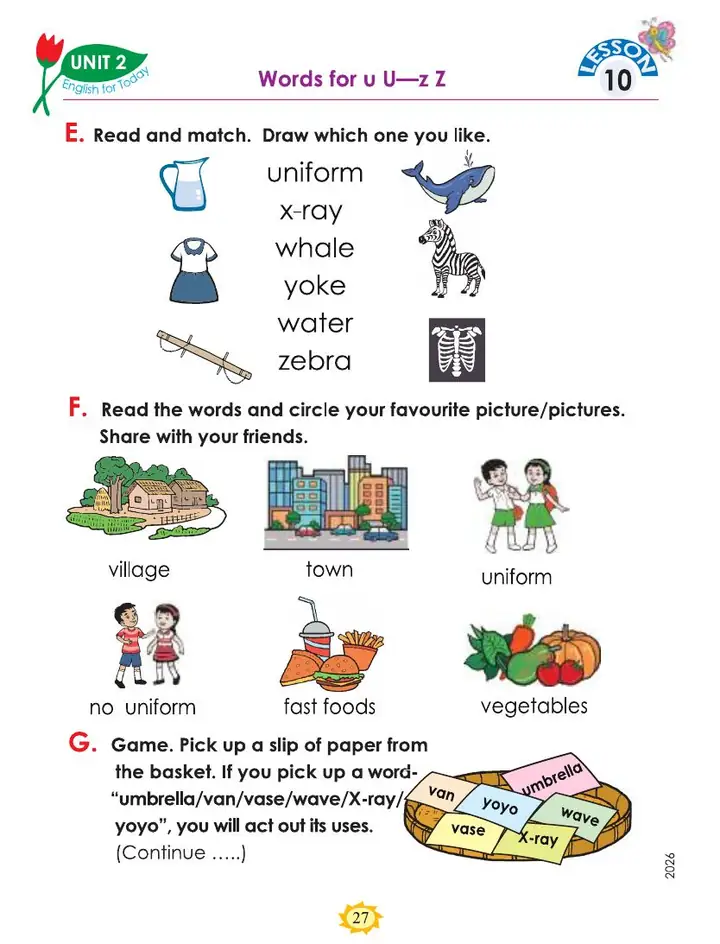 UNIT 2
English for Today
Words for u U—z Z
LESSON
10
E. Read and match. Draw which one you like.
uniform
x-ray
whale
yoke
water
zebra
F. Read the words and circle your favourite picture/pictures.
Share with your friends.
village
town
uniform
no uniform
fast foods
vegetables
G. Game. Pick up a slip of paper from
the basket. If you pick up a word-
“umbrella/van/vase/wave/X-ray/-
yoyo”, you will act out its uses.
(Continue …..)
van
yoyo
umbrella
wave
vase
X-ray
2026
27